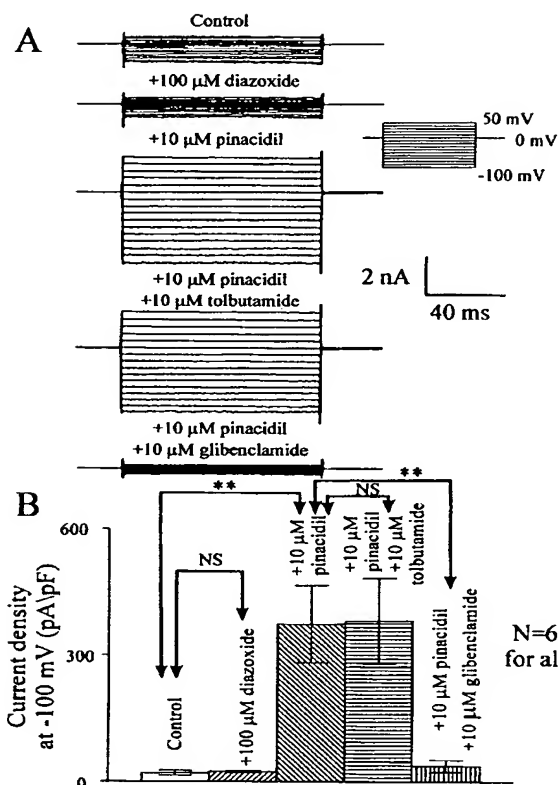 A
Control
+100 μM diazoxide
+10 μM pinacidil
50 mV
0 mV
-100 mV
+10 μM pinacidil
+10 μM tolbutamide
2 nA
40 ms
+10 μM pinacidil
+10 μM glibenclamide
B
**
**
NS
NS
600
300
0
Current density
at -100 mV (pA\pF)
Control
+100 μM diazoxide
+10 μM
pinacidil
+10 μM
pinacidil
+10 μM
tolbutamide
+10 μM pinacidil
+10 μM glibenclamide
N=6
for al